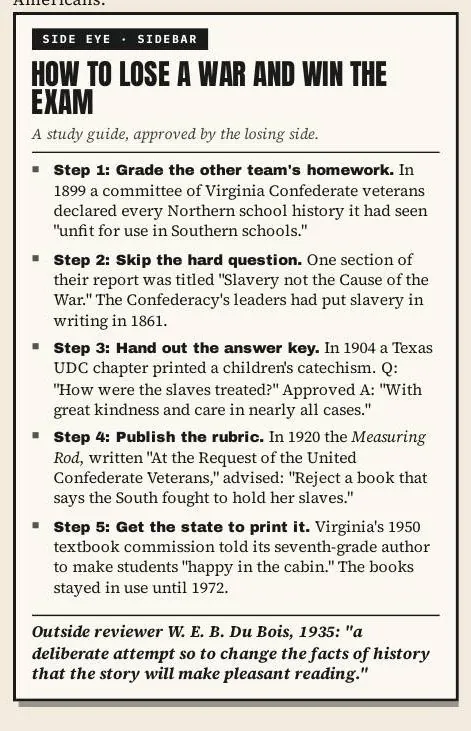 Americans.
SIDE EYE · SIDEBAR
HOW TO LOSE A WAR AND WIN THE
EXAM
A study guide, approved by the losing side.
Step 1: Grade the other team's homework. In
1899 a committee of Virginia Confederate veterans
declared every Northern school history it had seen
"unfit for use in Southern schools."
Step 2: Skip the hard question. One section of
their report was titled "Slavery not the Cause of the
War." The Confederacy's leaders had put slavery in
writing in 1861.
Step 3: Hand out the answer key. In 1904 a Texas
UDC chapter printed a children's catechism. Q:
"How were the slaves treated?" Approved A: "With
great kindness and care in nearly all cases."
Step 4: Publish the rubric. In 1920 the Measuring
Rod, written "At the Request of the United
Confederate Veterans," advised: "Reject a book that
says the South fought to hold her slaves."
Step 5: Get the state to print it. Virginia's 1950
textbook commission told its seventh-grade author
to make students "happy in the cabin." The books
stayed in use until 1972.
Outside reviewer W. E. B. Du Bois, 1935: "a
deliberate attempt so to change the facts of history
that the story will make pleasant reading."